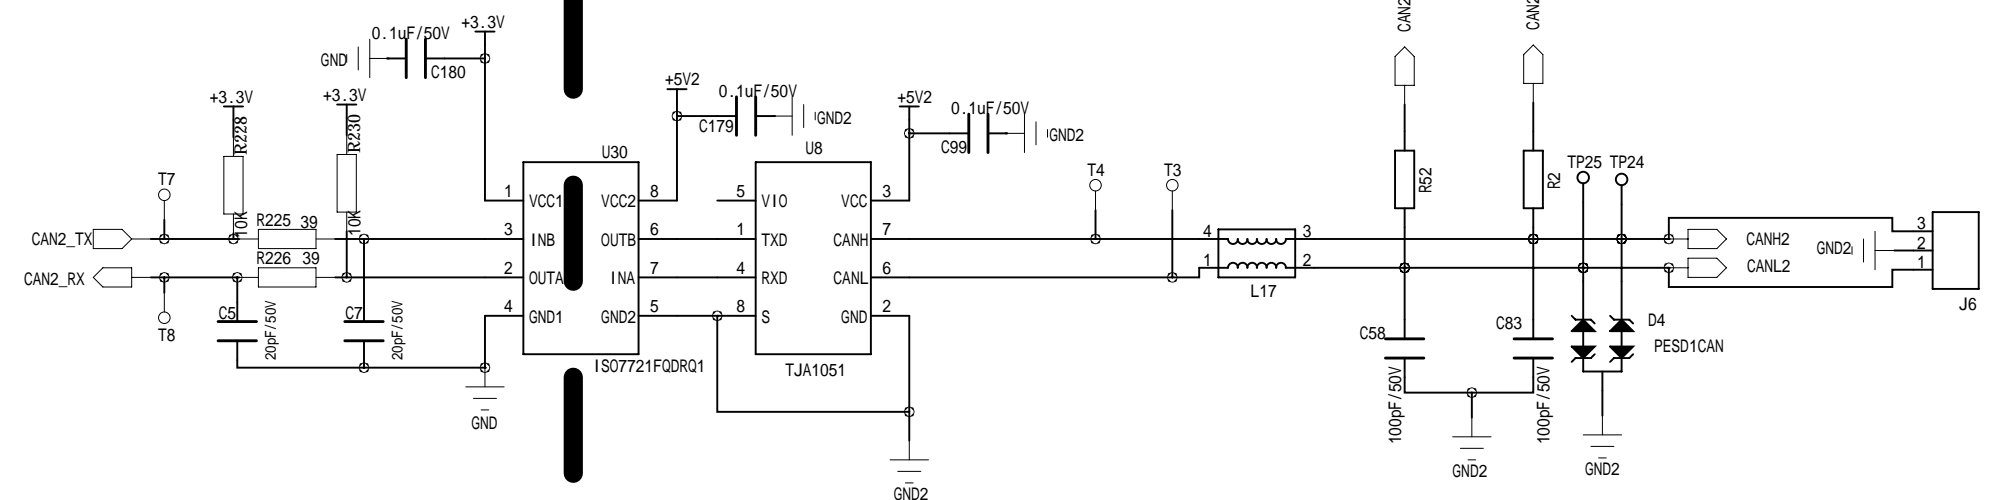 CAN2
CAN2
+3.3V
0.1uF/50V
GND
C180
+5V2
0.1uF/50V
C179
GND2
+5V2
0.1uF/50V
C99
GND2
+3.3V
+3.3V
R228
R230
10K
10K
T7
T8
CAN2_TX
CAN2_RX
R225 39
R226 39
C5
20pF/50V
C7
20pF/50V
GND
U30
1 VCC1 VCC2 8
3 INB OUTB 6
2 OUTA INA 7
4 GND1 GND2 5
ISO7721FQDRQ1
U8
5 VIO VCC 3
1 TXD CANH 7
4 RXD CANL 6
8 S GND 2
TJA1051
GND2
T4
T3
4 3
1 2
L17
R52
R2
C58
100pF/50V
C83
100pF/50V
GND2
TP25 TP24
D4
PESD1CAN
GND2
CANH2
CANL2
GND2
3
2
1
J6